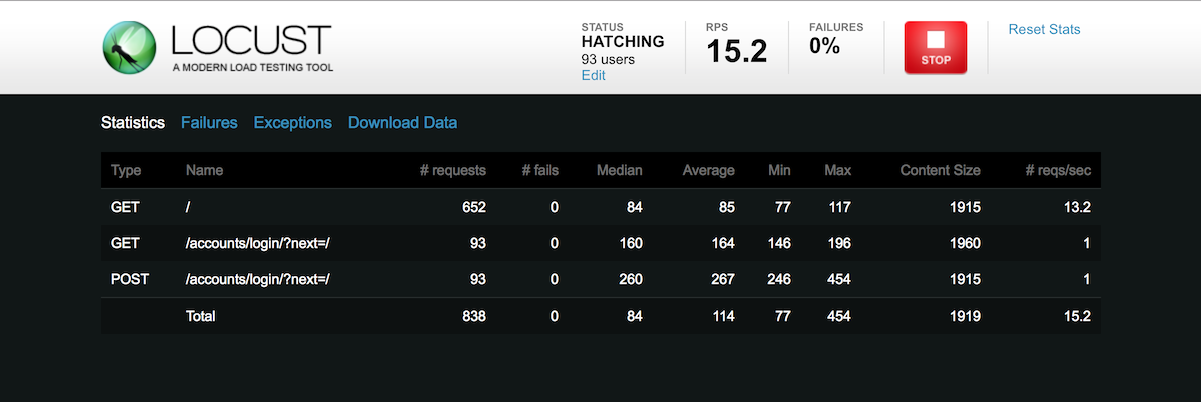 LOCUST
A MODERN LOAD TESTING TOOL
STATUS
HATCHING
93 users
Edit
RPS
15.2
FAILURES
0%
STOP
Reset Stats
Statistics Failures Exceptions Download Data
Type Name # requests # fails Median Average Min Max Content Size # reqs/sec
GET / 652 0 84 85 77 117 1915 13.2
GET /accounts/login/?next=/ 93 0 160 164 146 196 1960 1
POST /accounts/login/?next=/ 93 0 260 267 246 454 1915 1
Total 838 0 84 114 77 454 1919 15.2